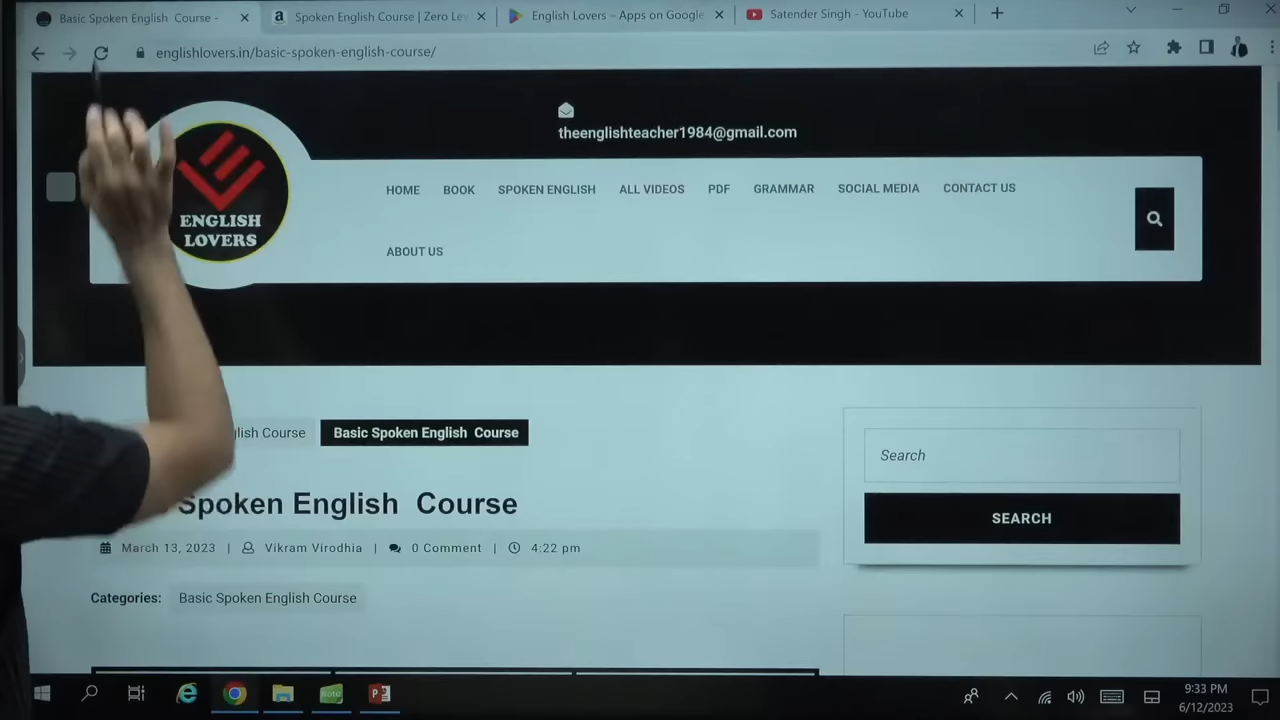 Basic Spoken English Course -
Spoken English Course | Zero Le
English Lovers – Apps on Google
Satender Singh - YouTube
englishlovers.in/basic-spoken-english-course/
theenglishteacher1984@gmail.com
HOME BOOK SPOKEN ENGLISH ALL VIDEOS PDF GRAMMAR SOCIAL MEDIA CONTACT US
ABOUT US
ENGLISH
LOVERS
lish Course
Basic Spoken English Course
Search
SEARCH
Spoken English Course
March 13, 2023 | Vikram Virodhia | 0 Comment | 4:22 pm
Categories: Basic Spoken English Course
9:33 PM
6/12/2023